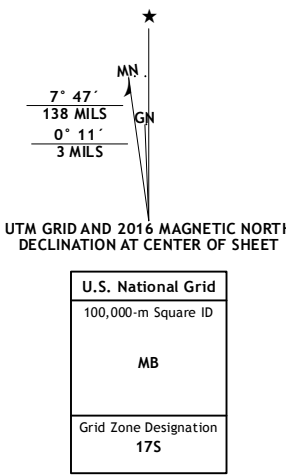 MN
7° 47´
138 MILS
GN
0° 11´
3 MILS
UTM GRID AND 2016 MAGNETIC NORTH
DECLINATION AT CENTER OF SHEET
U.S. National Grid
100,000-m Square ID
MB
Grid Zone Designation
17S